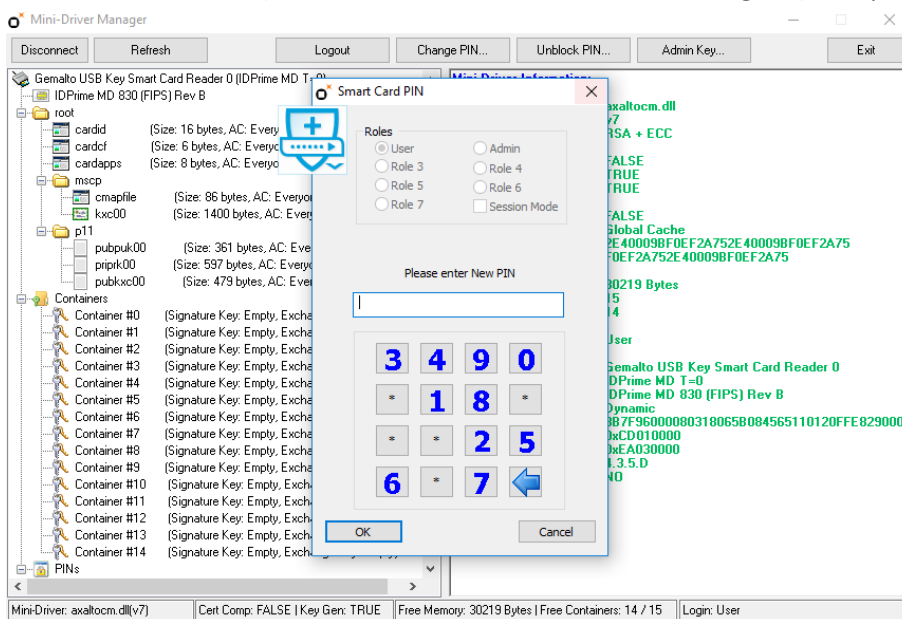 Mini-Driver Manager
Disconnect Refresh Logout Change PIN... Unblock PIN... Admin Key... Exit
Gemalto USB Key Smart Card Reader 0 (IDPrime MD T=0)
IDPrime MD 830 (FIPS) Rev B
root
cardid (Size: 16 bytes, AC: Every
cardcf (Size: 6 bytes, AC: Everyo
cardapps (Size: 8 bytes, AC: Everyo
mscp
cmapfile (Size: 86 bytes, AC: Everyon
kxc00 (Size: 1400 bytes, AC: Every
p11
pubpuk00 (Size: 361 bytes, AC: Eve
priprk00 (Size: 597 bytes, AC: Everyo
pubkxc00 (Size: 479 bytes, AC: Ever
Containers
Container #0 (Signature Key: Empty, Excha
Container #1 (Signature Key: Empty, Excha
Container #2 (Signature Key: Empty, Excha
Container #3 (Signature Key: Empty, Excha
Container #4 (Signature Key: Empty, Excha
Container #5 (Signature Key: Empty, Excha
Container #6 (Signature Key: Empty, Excha
Container #7 (Signature Key: Empty, Excha
Container #8 (Signature Key: Empty, Excha
Container #9 (Signature Key: Empty, Excha
Container #10 (Signature Key: Empty, Exch
Container #11 (Signature Key: Empty, Exch
Container #12 (Signature Key: Empty, Exch
Container #13 (Signature Key: Empty, Exch
Container #14 (Signature Key: Empty, Exch
PINs
Smart Card PIN
Roles
User Admin
Role 3 Role 4
Role 5 Role 6
Role 7 Session Mode
Please enter New PIN
3 4 9 0
* 1 8 *
* * 2 5
6 * 7
OK Cancel
Mini-Driver Information:
axaltocm.dll
v7
RSA + ECC
FALSE
TRUE
TRUE
FALSE
Global Cache
2E40009BF0EF2A752E40009BF0EF2A75
F0EF2A752E40009BF0EF2A75
30219 Bytes
15
14
User
Gemalto USB Key Smart Card Reader 0
IDPrime MD T=0
IDPrime MD 830 (FIPS) Rev B
Dynamic
3B7F96000080318065B084565110120FFE829000
0xCD010000
0xEA030000
4.3.5.D
NO
Mini-Driver: axaltocm.dll(v7) Cert Comp: FALSE | Key Gen: TRUE Free Memory: 30219 Bytes | Free Containers: 14 / 15 Login: User